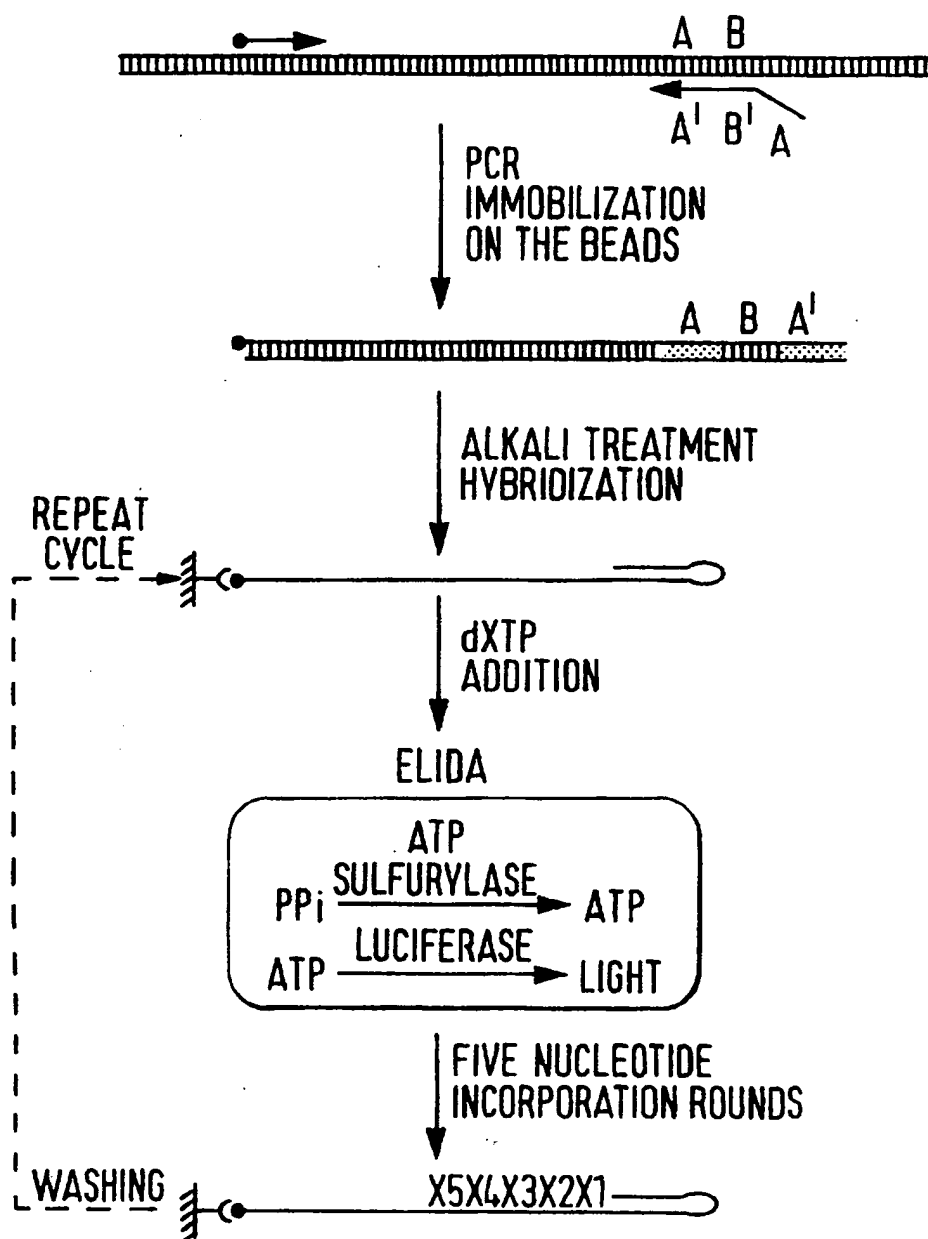 A B
A' B' A
PCR
IMMOBILIZATION
ON THE BEADS
A B A'
ALKALI TREATMENT
HYBRIDIZATION
REPEAT
CYCLE
dXTP
ADDITION
ELIDA
ATP
SULFURYLASE
PPi ATP
LUCIFERASE
ATP LIGHT
FIVE NUCLEOTIDE
INCORPORATION ROUNDS
WASHING
X5X4X3X2X1